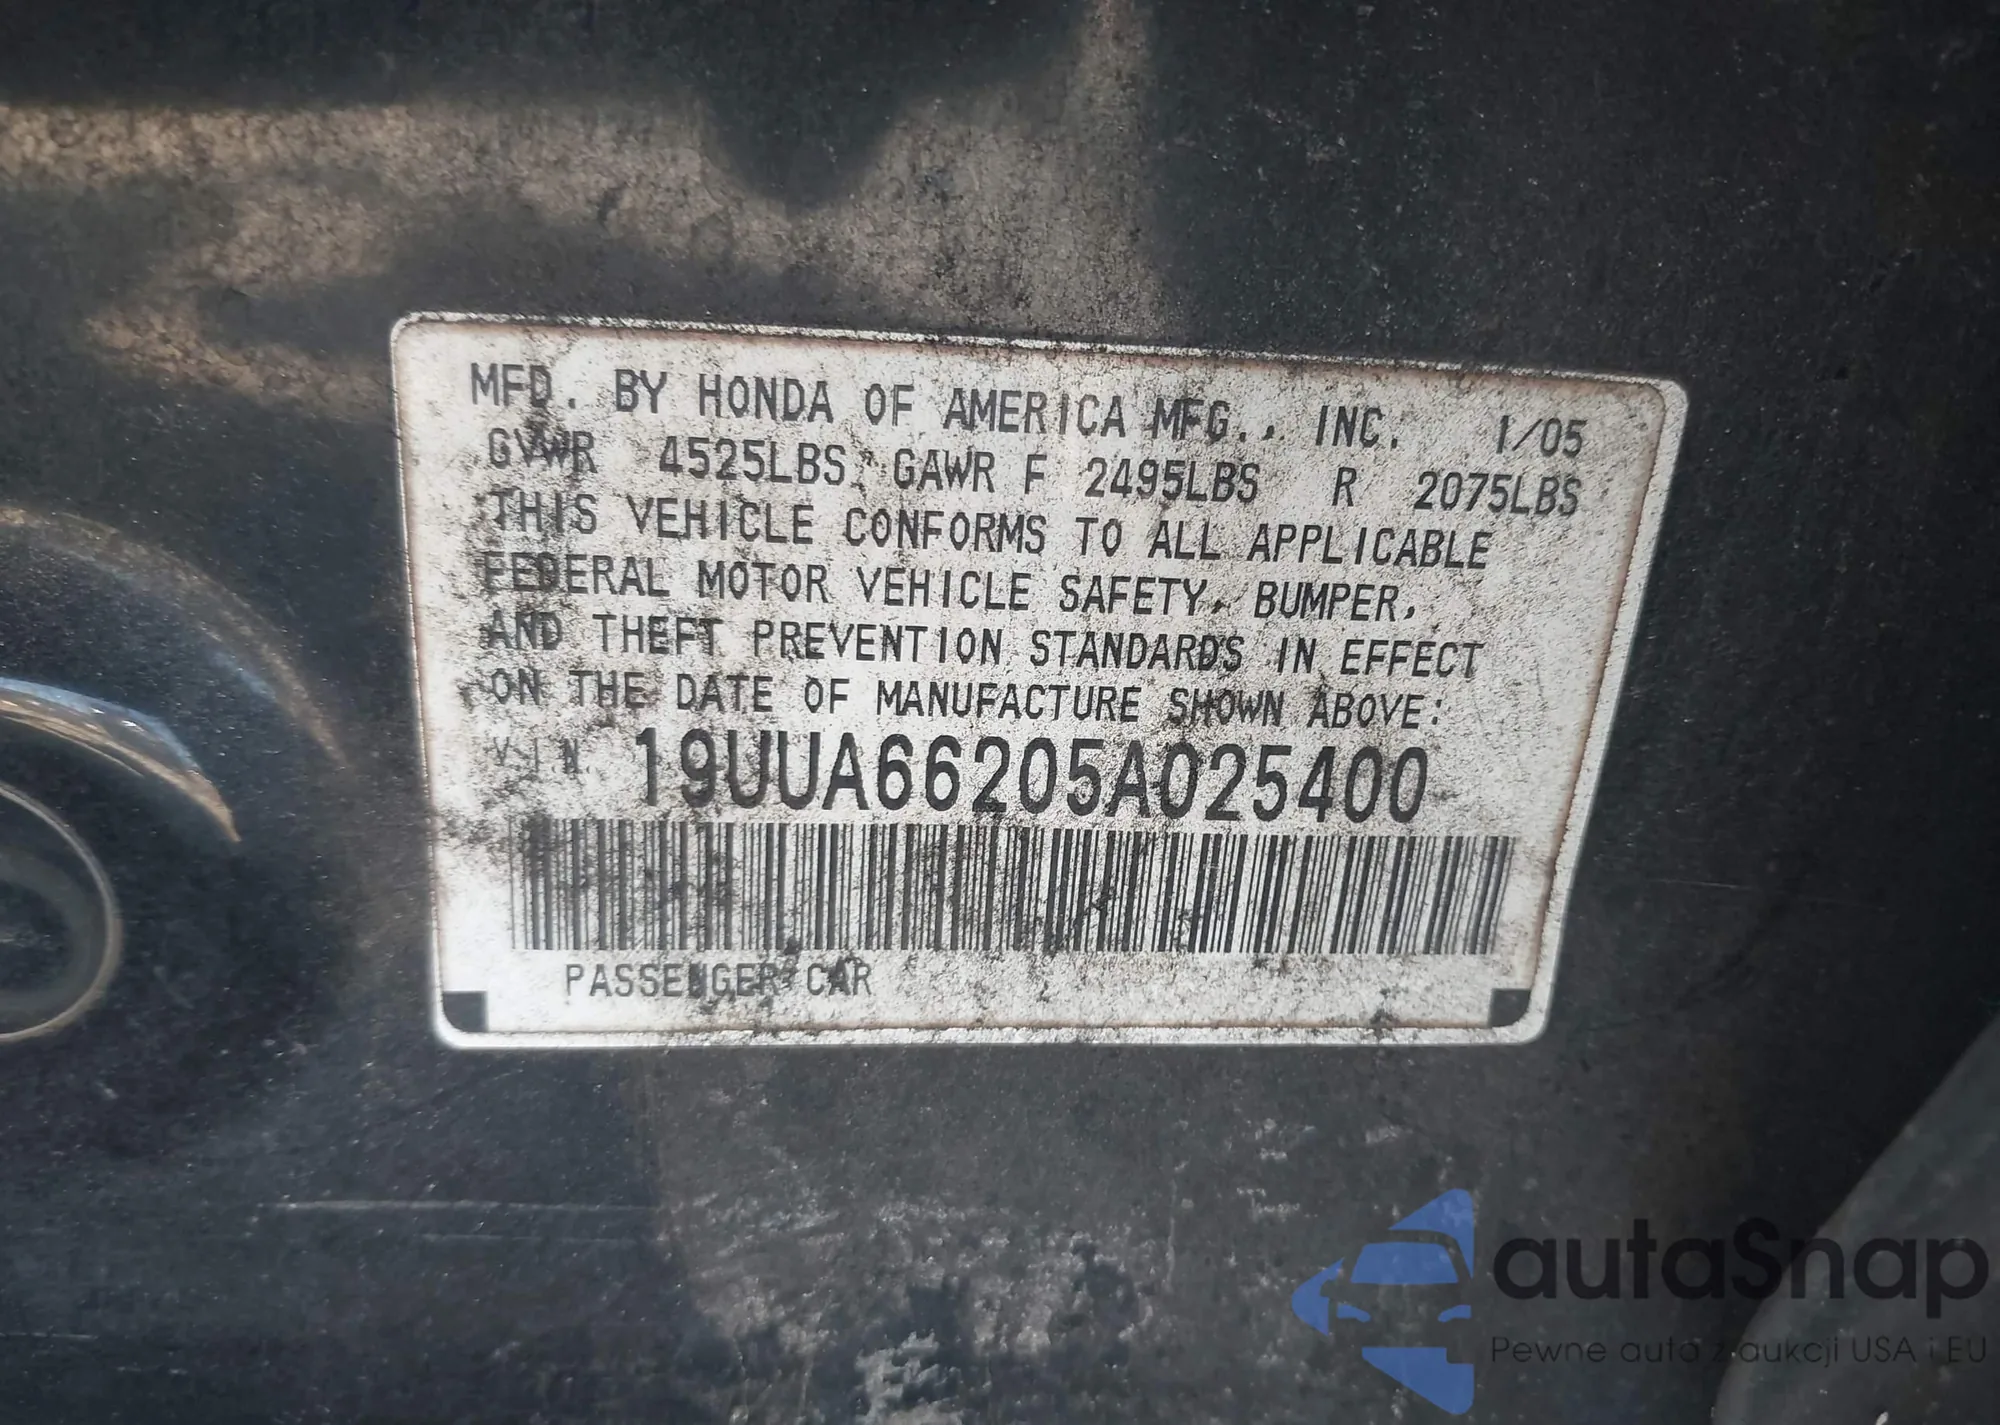 MFD. BY HONDA OF AMERICA MFG., INC. 1/05
GVWR 4525LBS GAWR F 2495LBS R 2075LBS
THIS VEHICLE CONFORMS TO ALL APPLICABLE
FEDERAL MOTOR VEHICLE SAFETY, BUMPER,
AND THEFT PREVENTION STANDARDS IN EFFECT
ON THE DATE OF MANUFACTURE SHOWN ABOVE:
VIN 19UUA66205A025400
PASSENGER CAR
autaSnap
Pewne auta z aukcji USA i EU